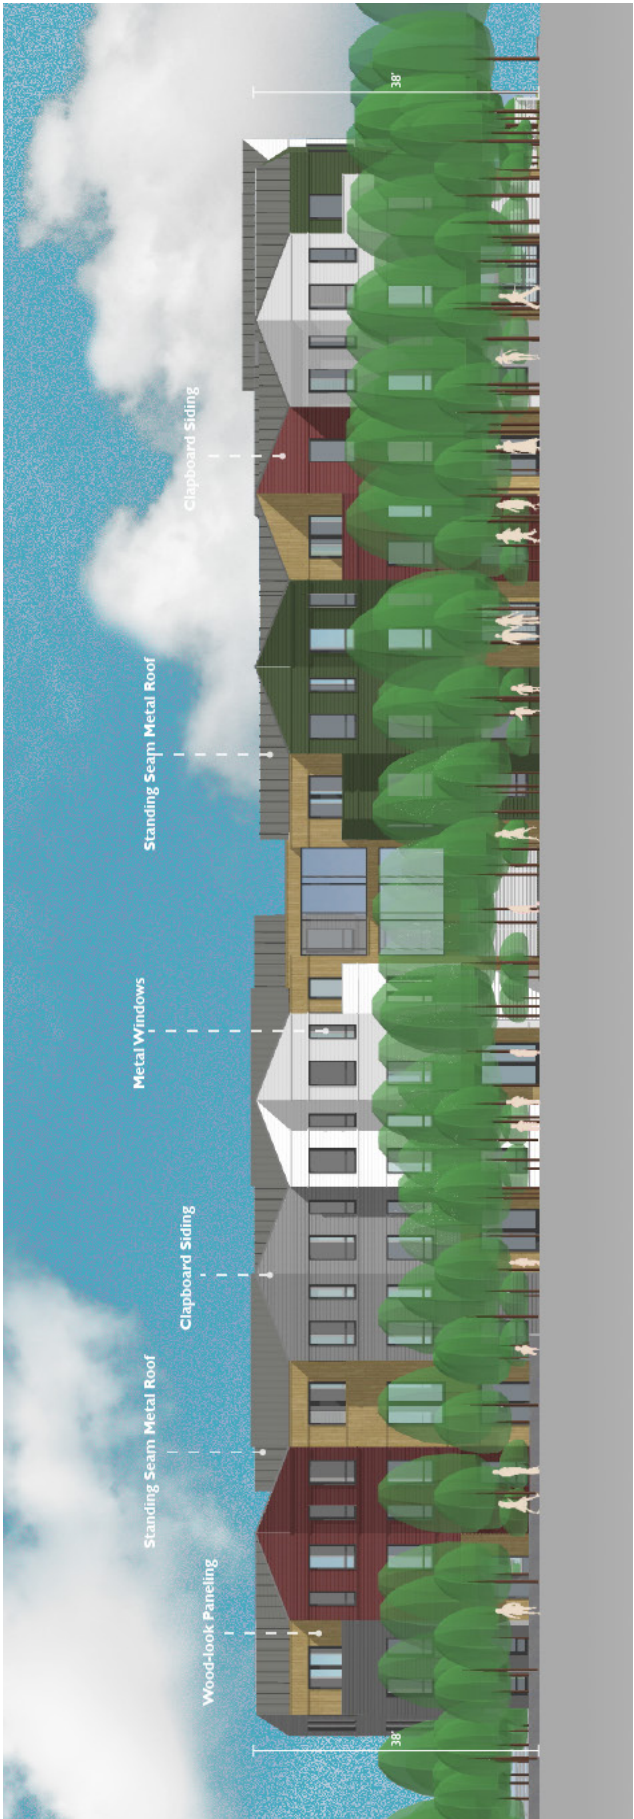 38'
Wood-look Paneling
Standing Seam Metal Roof
Clapboard Siding
Metal Windows
Standing Seam Metal Roof
Clapboard Siding
38'